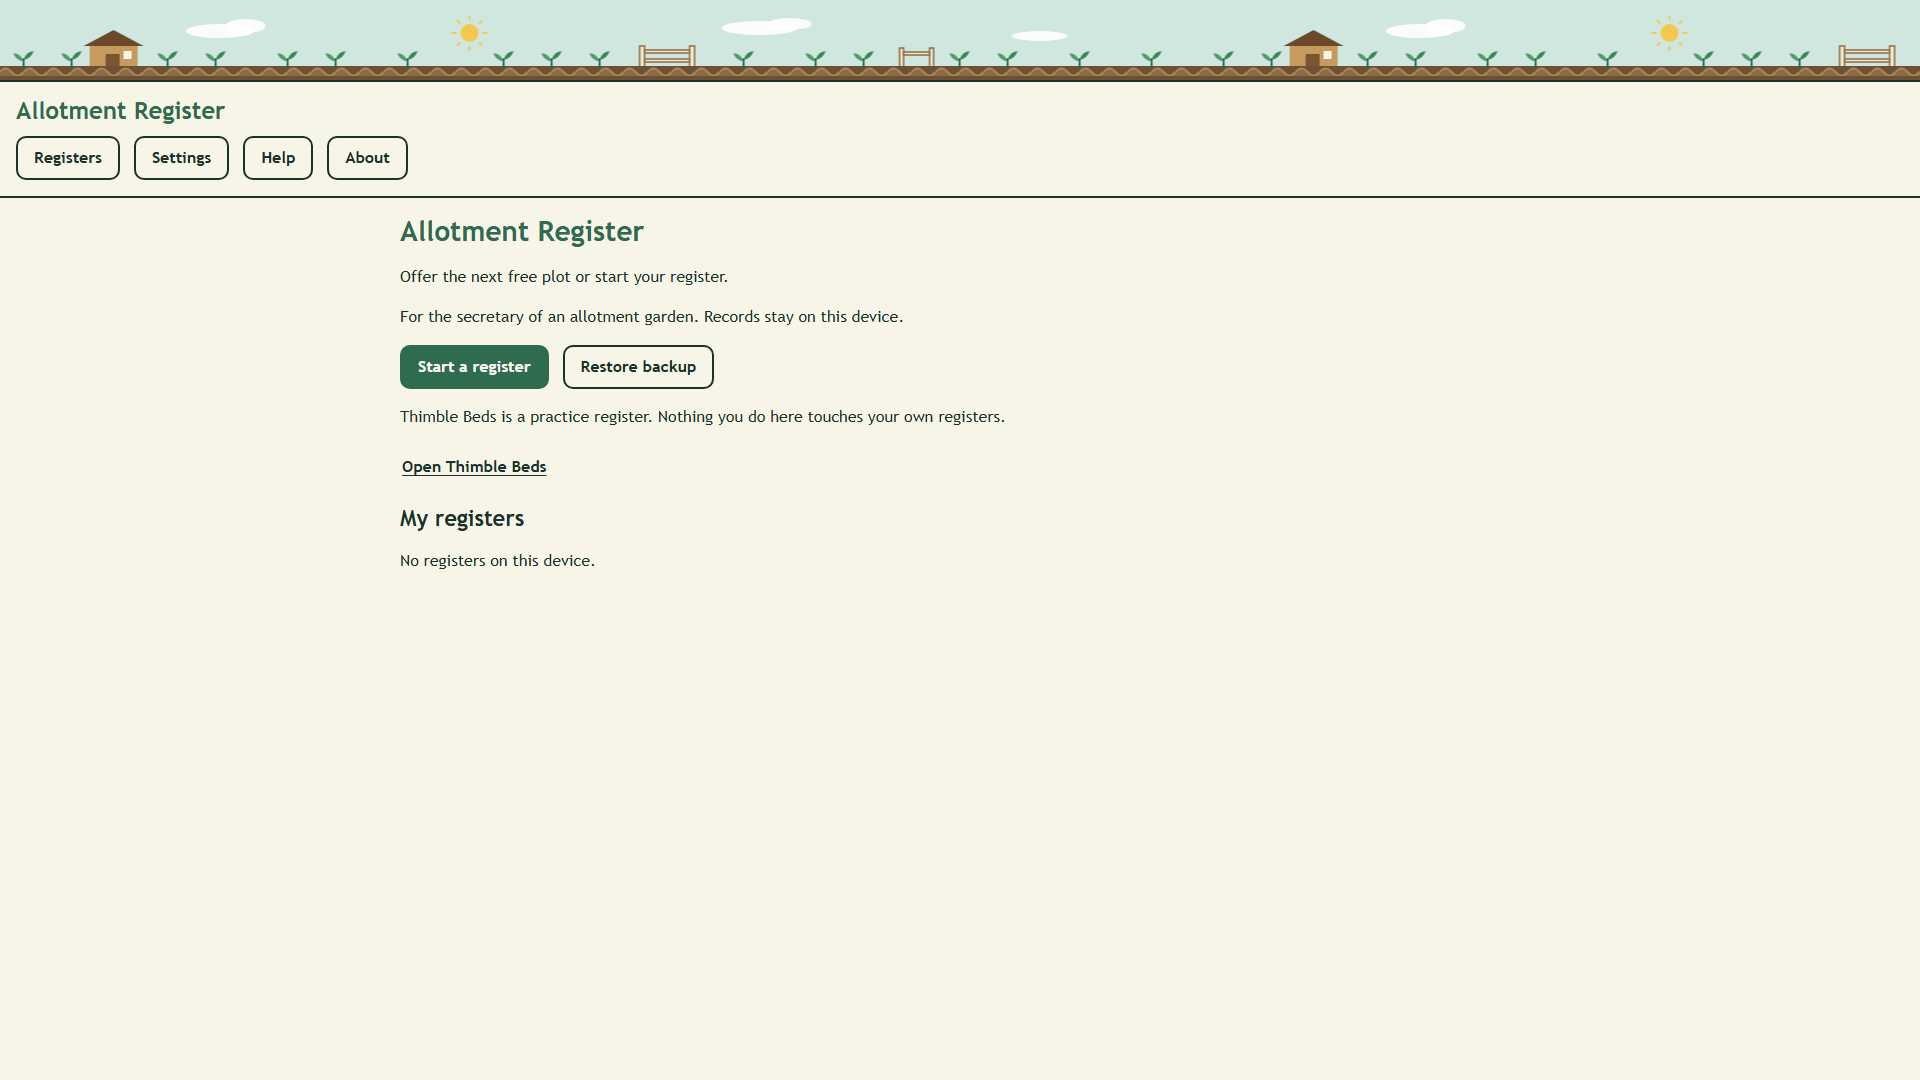 Allotment Register
Registers Settings Help About
Allotment Register
Offer the next free plot or start your register.
For the secretary of an allotment garden. Records stay on this device.
Start a register Restore backup
Thimble Beds is a practice register. Nothing you do here touches your own registers.
Open Thimble Beds
My registers
No registers on this device.